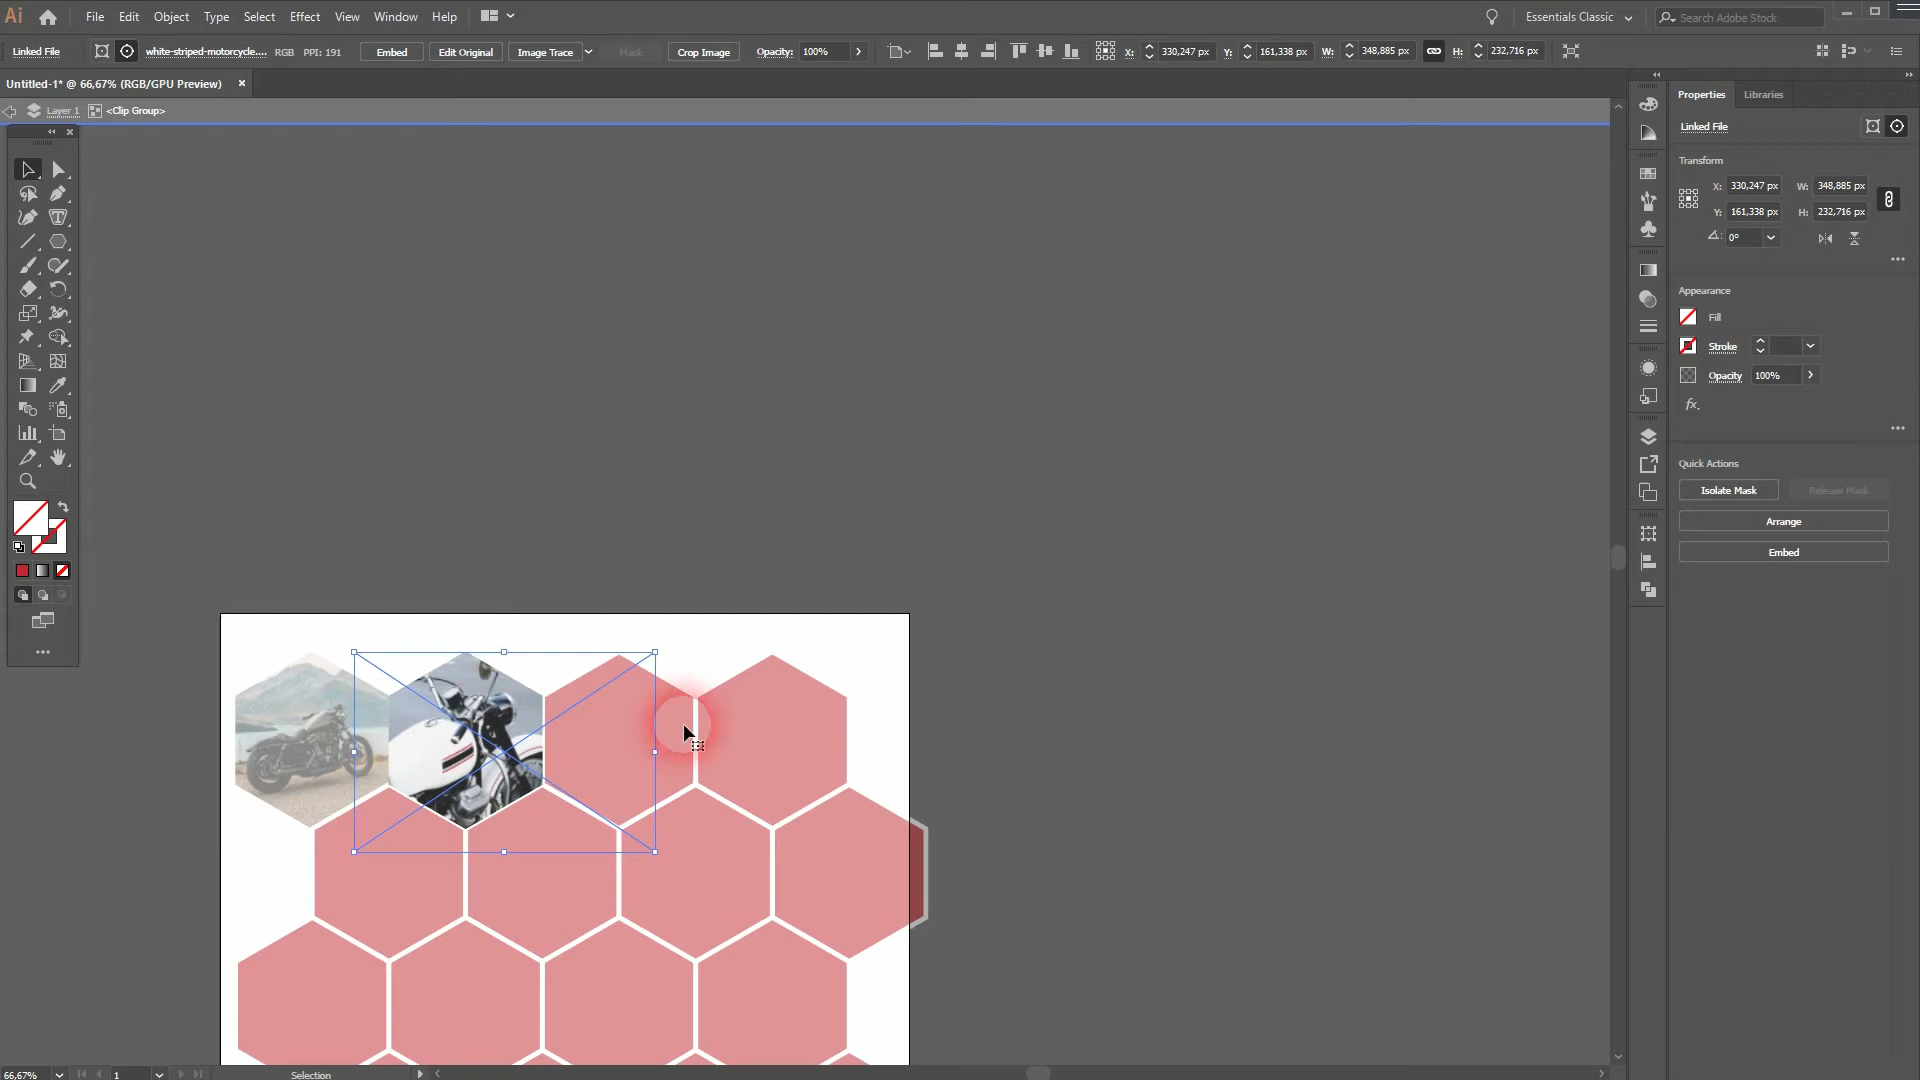 Ai File Edit Object Type Select Effect View Window Help Essentials Classic Search Adobe Stock
Linked File white-striped-motorcycle.... RGB PPI: 191 Embed Edit Original Image Trace Mask Crop Image Opacity: 100% X: 330,247 px Y: 161,338 px W: 348,885 px H: 232,716 px
Untitled-1* @ 66,67% (RGB/GPU Preview)
Layer 1 <Clip Group>
Properties Libraries
Linked File
Transform
X: 330,247 px W: 348,885 px
Y: 161,338 px H: 232,716 px
0°
Appearance
Fill
Stroke
Opacity 100%
fx.
Quick Actions
Isolate Mask Release Mask
Arrange
Embed
66,67% 1 Selection